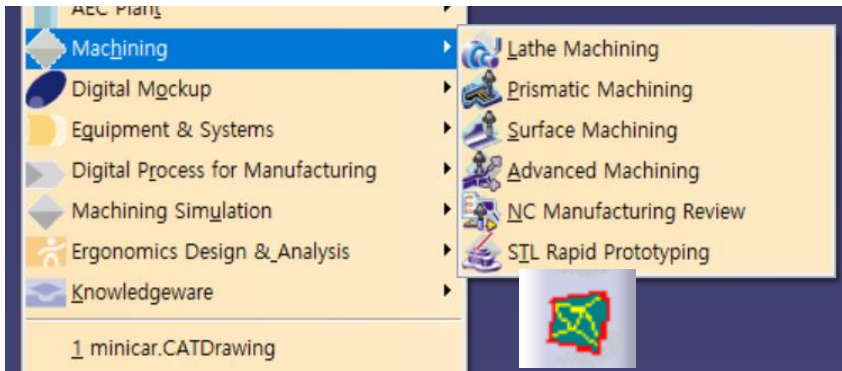 AEC Plant
Machining
Digital Mockup
Equipment & Systems
Digital Process for Manufacturing
Machining Simulation
Ergonomics Design & Analysis
Knowledgeware
1 minicar.CATDrawing
Lathe Machining
Prismatic Machining
Surface Machining
Advanced Machining
NC Manufacturing Review
STL Rapid Prototyping